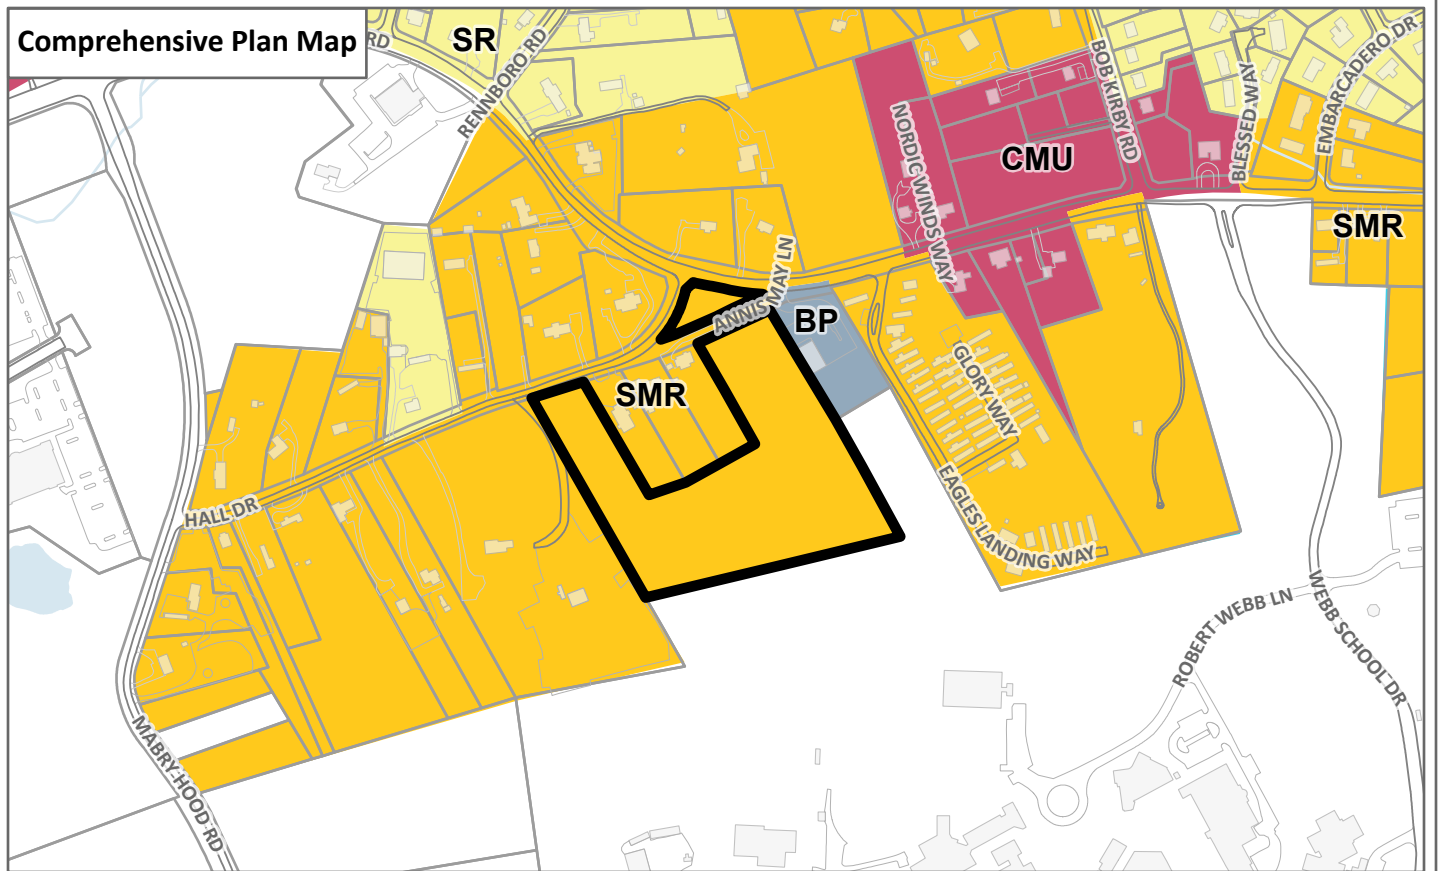 Comprehensive Plan Map
RD
SR
RENNBORO RD
BOB KIRBY RD
BLESSED WAY
EMBARCADERO DR
NORDIC WINDS WAY
CMU
SMR
ANNIS MAY LN
BP
SMR
GLORY WAY
HALL DR
EAGLES LANDING WAY
ROBERT WEBB LN
WEBB SCHOOL DR
MABRY HOOD RD